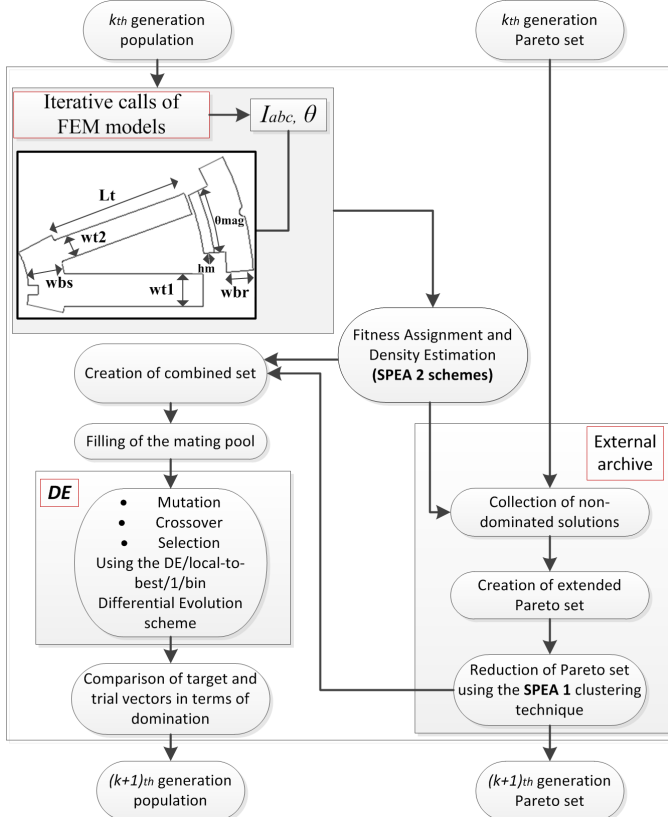 kth generation
population
kth generation
Pareto set
Iterative calls of
FEM models
Iabc, θ
Lt
θmag
wt2
hm
wbs
wt1
wbr
Fitness Assignment and
Density Estimation
(SPEA 2 schemes)
Creation of combined set
Filling of the mating pool
External
archive
DE
• Mutation
• Crossover
• Selection
Using the DE/local-to-
best/1/bin
Differential Evolution
scheme
Collection of non-
dominated solutions
Creation of extended
Pareto set
Comparison of target and
trial vectors in terms of
domination
Reduction of Pareto set
using the SPEA 1 clustering
technique
(k+1)th generation
population
(k+1)th generation
Pareto set